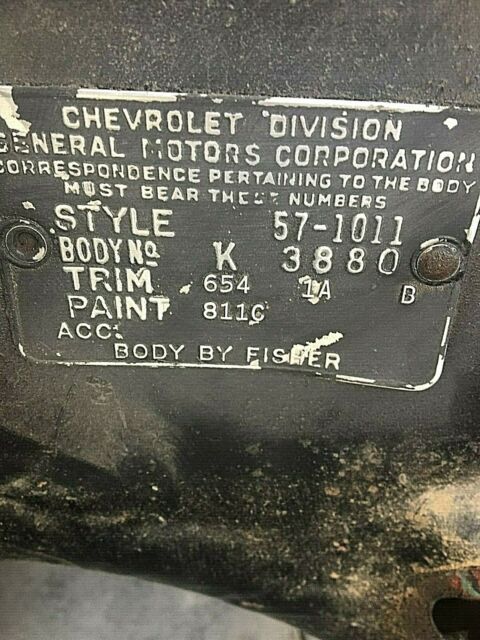 CHEVROLET DIVISION
GENERAL MOTORS CORPORATION
CORRESPONDENCE PERTAINING TO THE BODY
MUST BEAR THESE NUMBERS
STYLE 57-1011
BODY No K 3880
TRIM 654 1A B
PAINT 811C
ACC.
BODY BY FISHER